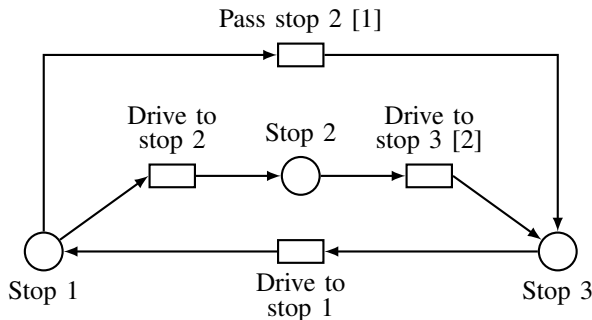 Pass stop 2 [1]
Drive to
stop 2
Stop 2
Drive to
stop 3 [2]
Stop 1
Drive to
stop 1
Stop 3